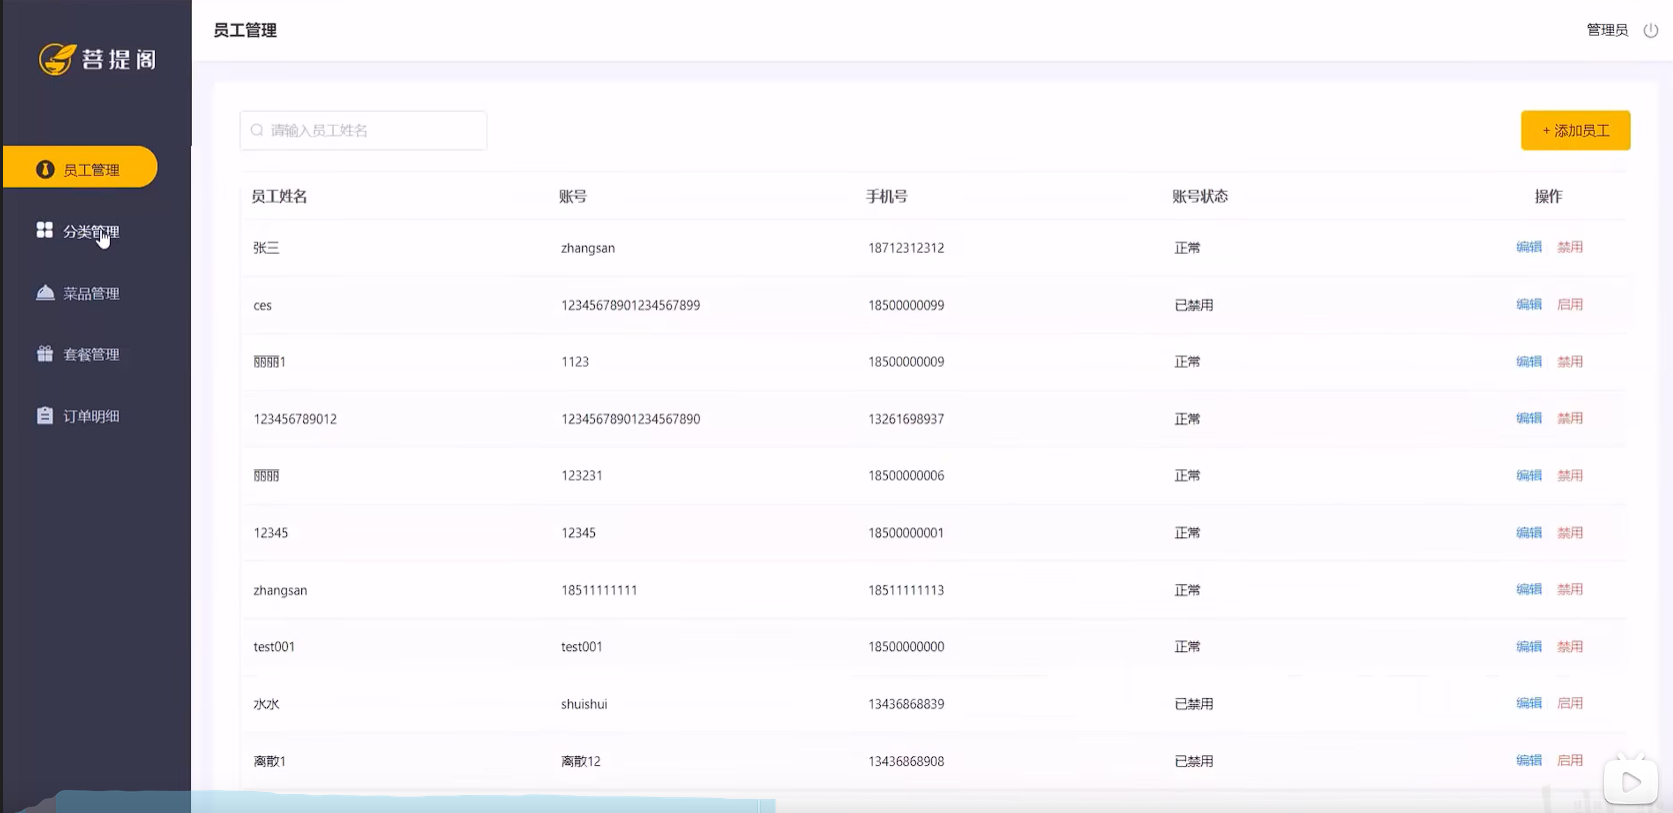 菩提阁
员工管理
管理员
请输入员工姓名
+ 添加员工
员工管理
分类管理
菜品管理
套餐管理
订单明细
员工姓名 账号 手机号 账号状态 操作
张三 zhangsan 18712312312 正常 编辑 禁用
ces 12345678901234567899 18500000099 已禁用 编辑 启用
丽丽1 1123 18500000009 正常 编辑 禁用
123456789012 12345678901234567890 13261698937 正常 编辑 禁用
丽丽 123231 18500000006 正常 编辑 禁用
12345 12345 18500000001 正常 编辑 禁用
zhangsan 18511111111 18511111113 正常 编辑 禁用
test001 test001 18500000000 正常 编辑 禁用
水水 shuishui 13436868839 已禁用 编辑 启用
离散1 离散12 13436868908 已禁用 编辑 启用